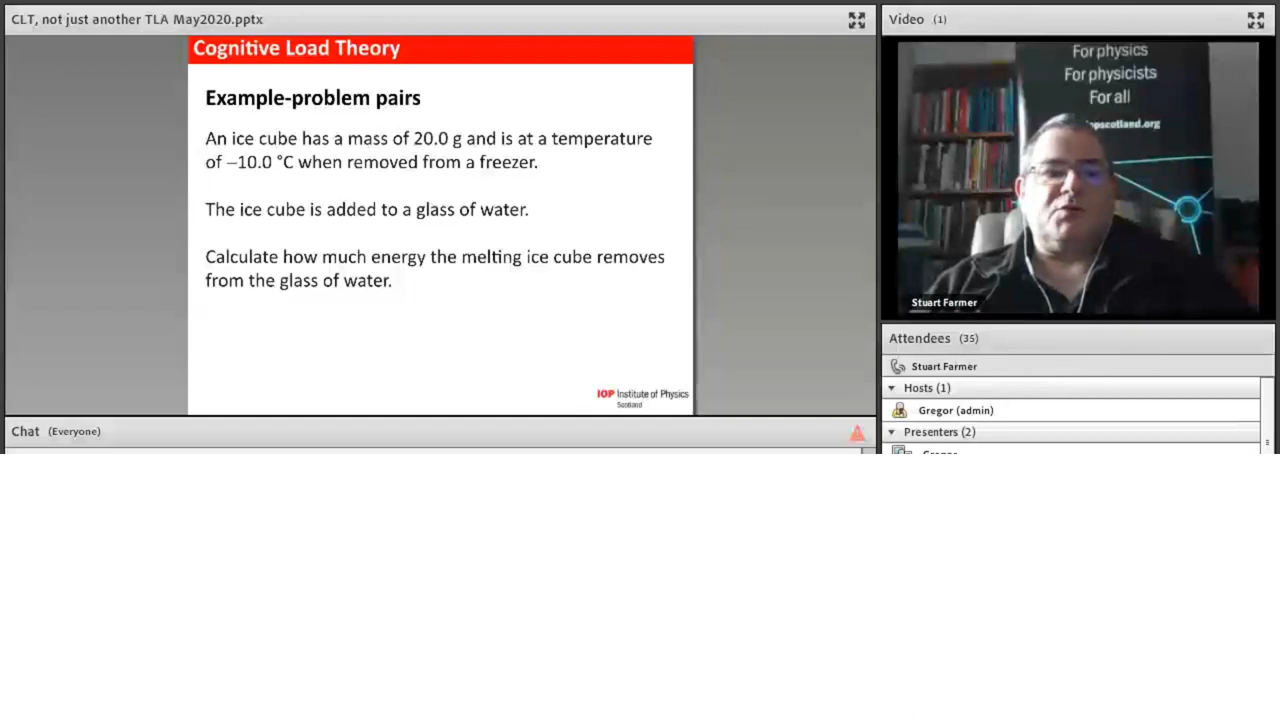 CLT, not just another TLA May2020.pptx
Cognitive Load Theory
Example-problem pairs
An ice cube has a mass of 20.0 g and is at a temperature
of –10.0 °C when removed from a freezer.
The ice cube is added to a glass of water.
Calculate how much energy the melting ice cube removes
from the glass of water.
IOP Institute of Physics
Scotland
Chat (Everyone)
Video (1)
For physics
For physicists
For all
opscotland.org
Stuart Farmer
Attendees (35)
Stuart Farmer
Hosts (1)
Gregor (admin)
Presenters (2)